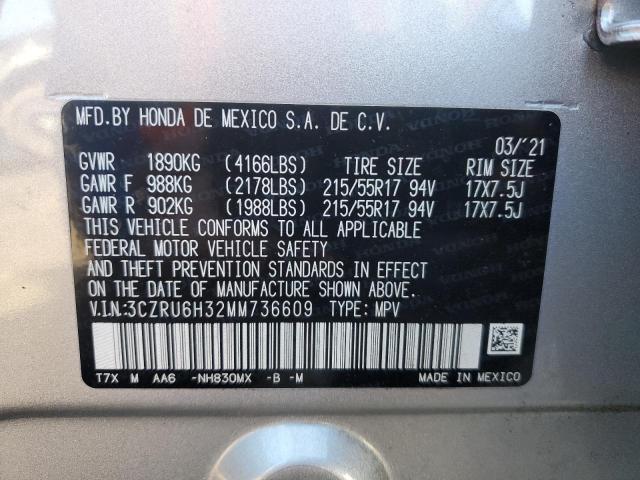 MFD. BY HONDA DE MEXICO S.A. DE C.V.
03/'21
GVWR 1890KG (4166LBS) TIRE SIZE RIM SIZE
GAWR F 988KG (2178LBS) 215/55R17 94V 17X7.5J
GAWR R 902KG (1988LBS) 215/55R17 94V 17X7.5J
THIS VEHICLE CONFORMS TO ALL APPLICABLE
FEDERAL MOTOR VEHICLE SAFETY
AND THEFT PREVENTION STANDARDS IN EFFECT
ON THE DATE OF MANUFACTURE SHOWN ABOVE.
V.I.N:3CZRU6H32MM736609 TYPE: MPV
T7X M AA6 -NH830MX -B -M MADE IN MEXICO